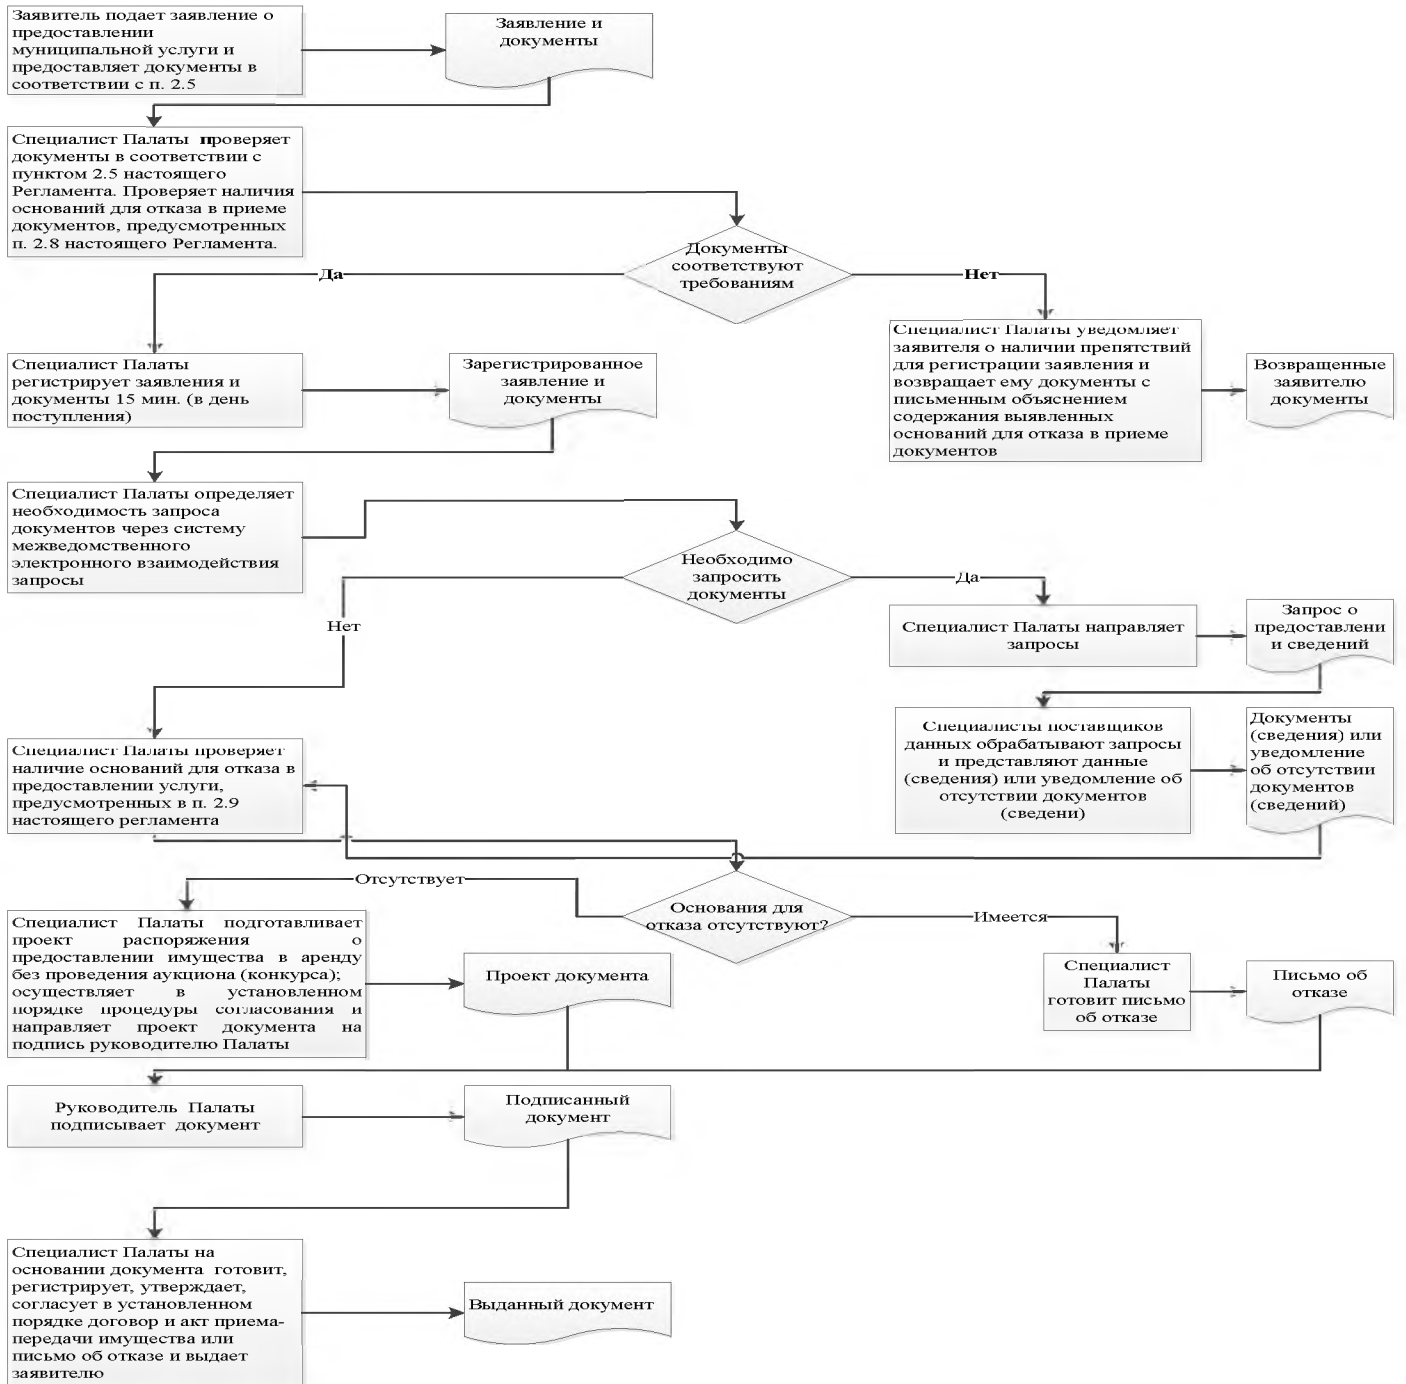 Заявитель подает заявление о
предоставлении
муниципальной услуги и
предоставляет документы в
соответствии с п. 2.5
Заявление и
документы
Специалист Палаты проверяет
документы в соответствии с
пунктом 2.5 настоящего
Регламента. Проверяет наличия
оснований для отказа в приеме
документов, предусмотренных
п. 2.8 настоящего Регламента.
Документы
соответствуют
требованиям
Да
Нет
Специалист Палаты
регистрирует заявления и
документы 15 мин. (в день
поступления)
Зарегистрированное
заявление и
документы
Специалист Палаты уведомляет
заявителя о наличии препятствий
для регистрации заявления и
возвращает ему документы с
письменным объяснением
содержания выявленных
оснований для отказа в приеме
документов
Возвращенные
заявителю
документы
Специалист Палаты определяет
необходимость запроса
документов через систему
межведомственного
электронного взаимодействия
запросы
Необходимо
запросить
документы
Да
Нет
Специалист Палаты направляет
запросы
Запрос о
предоставлени
и сведений
Специалисты поставщиков
данных обрабатывают запросы
и представляют данные
(сведения) или уведомление об
отсутствии документов
(сведени)
Документы
(сведения) или
уведомление
об отсутствии
документов
(сведений)
Специалист Палаты проверяет
наличие оснований для отказа в
предоставлении услуги,
предусмотренных в п. 2.9
настоящего регламента
Отсутствует
Основания для
отказа отсутствуют?
Имеется
Специалист Палаты подготавливает
проект распоряжения о
предоставлении имущества в аренду
без проведения аукциона (конкурса);
осуществляет в установленном
порядке процедуры согласования и
направляет проект документа на
подпись руководителю Палаты
Проект документа
Специалист
Палаты
готовит письмо
об отказе
Письмо об
отказе
Руководитель Палаты
подписывает документ
Подписанный
документ
Специалист Палаты на
основании документа готовит,
регистрирует, утверждает,
согласует в установленном
порядке договор и акт приема-
передачи имущества или
письмо об отказе и выдает
заявителю
Выданный документ